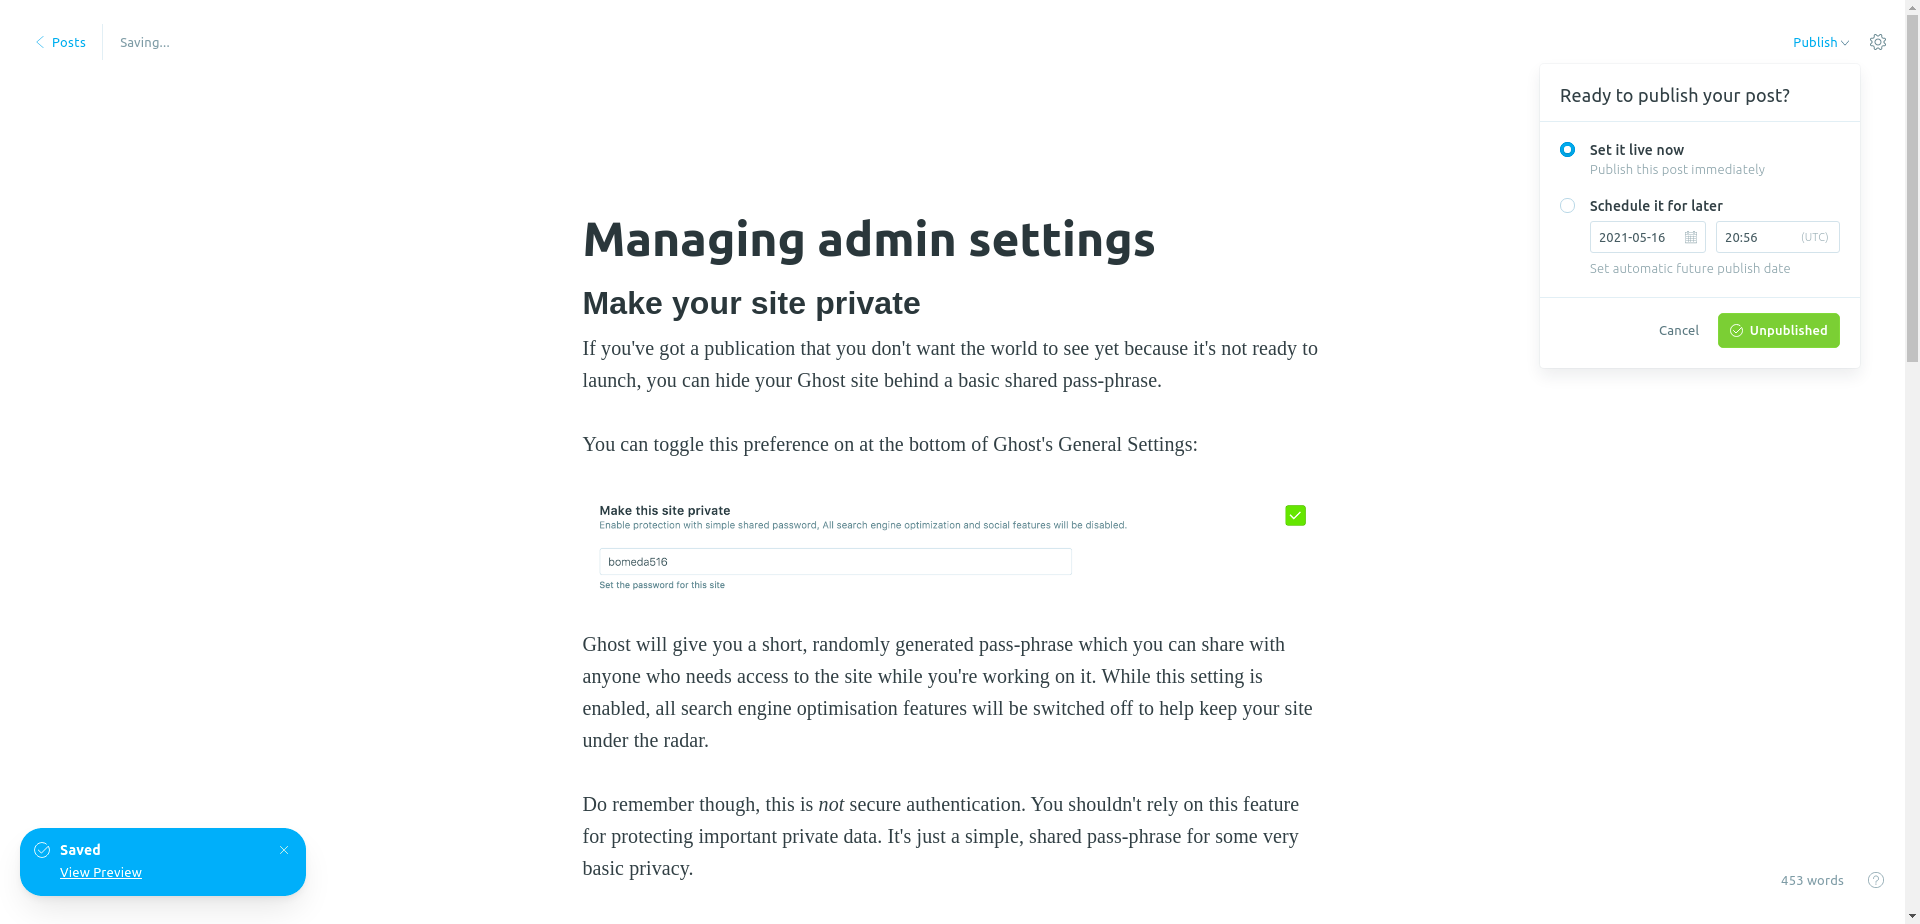 Posts
Saving...
Publish
Ready to publish your post?
Set it live now
Publish this post immediately
Schedule it for later
2021-05-16
20:56
(UTC)
Set automatic future publish date
Cancel
Unpublished
Managing admin settings
Make your site private
If you've got a publication that you don't want the world to see yet because it's not ready to
launch, you can hide your Ghost site behind a basic shared pass-phrase.
You can toggle this preference on at the bottom of Ghost's General Settings:
Make this site private
Enable protection with simple shared password, All search engine optimization and social features will be disabled.
bomeda516
Set the password for this site
Ghost will give you a short, randomly generated pass-phrase which you can share with
anyone who needs access to the site while you're working on it. While this setting is
enabled, all search engine optimisation features will be switched off to help keep your site
under the radar.
Do remember though, this is not secure authentication. You shouldn't rely on this feature
for protecting important private data. It's just a simple, shared pass-phrase for some very
basic privacy.
Saved
View Preview
453 words